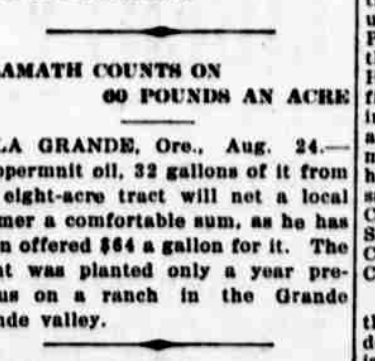 AMATH COUNTS ON
60 POUNDS AN ACRE
LA GRANDE, Ore., Aug. 24.—
ppermnit oil, 32 gallons of it from
eight-acre tract will not a local
mer a comfortable sum, as he has
n offered $64 a gallon for it. The
nt was planted only a year pre-
us on a ranch in the Grande
nde valley.